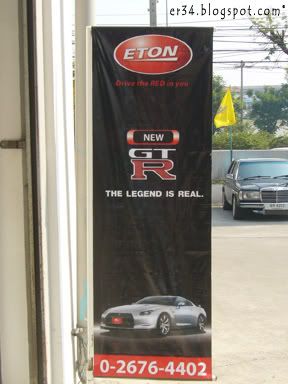 er34.blogspot.com*
ETON
Drive the RED in you
NEW
GT
R
THE LEGEND IS REAL.
0-2676-4402